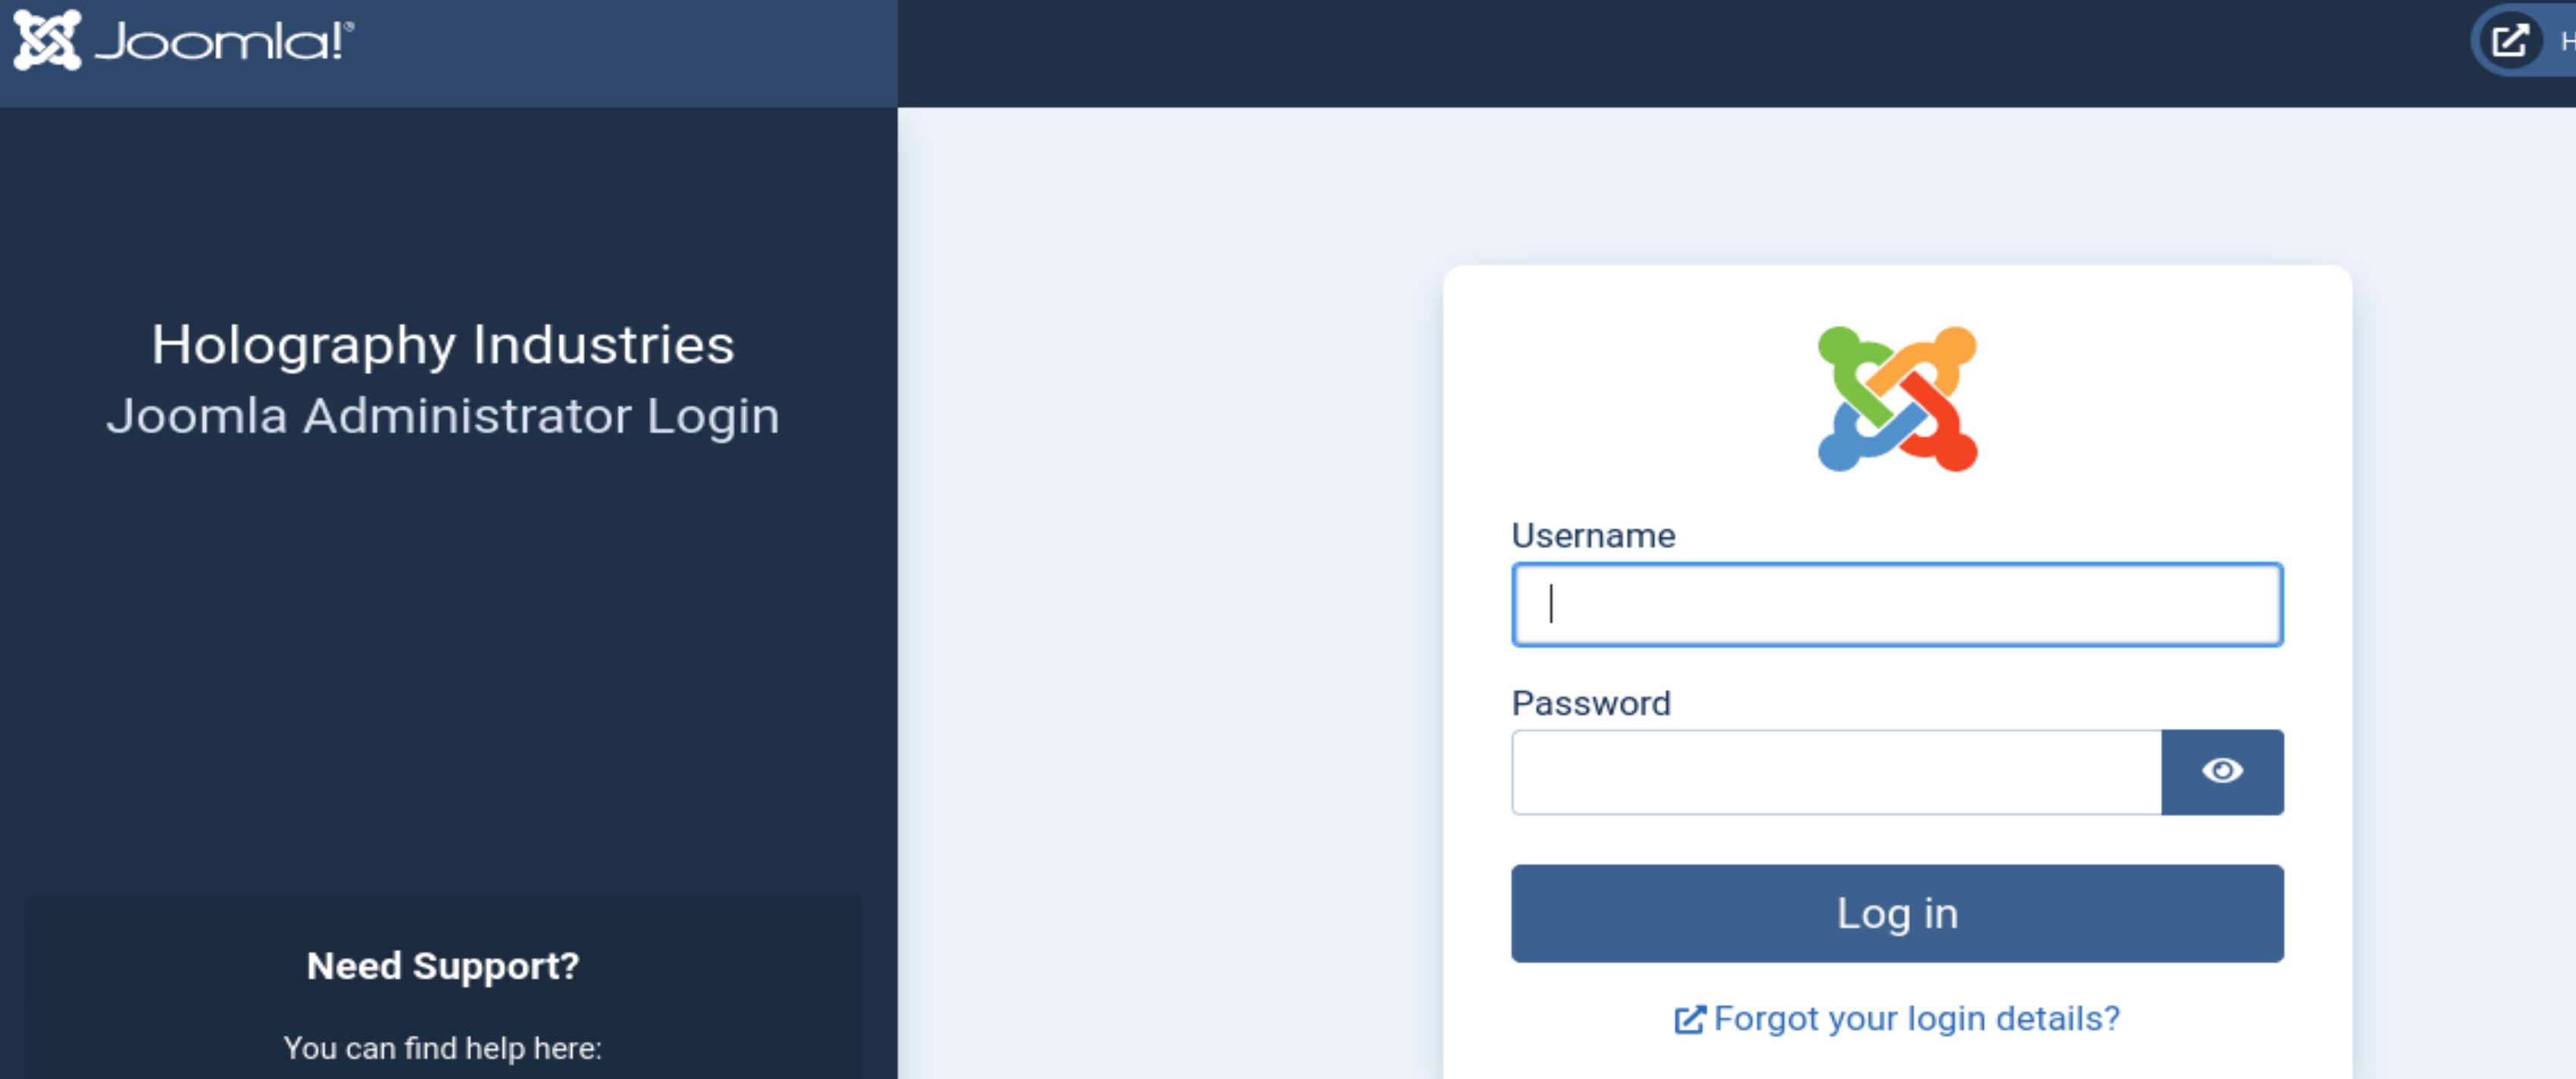 Joomla!®
Holography Industries
Joomla Administrator Login
Need Support?
You can find help here:
Username
Password
Log in
Forgot your login details?